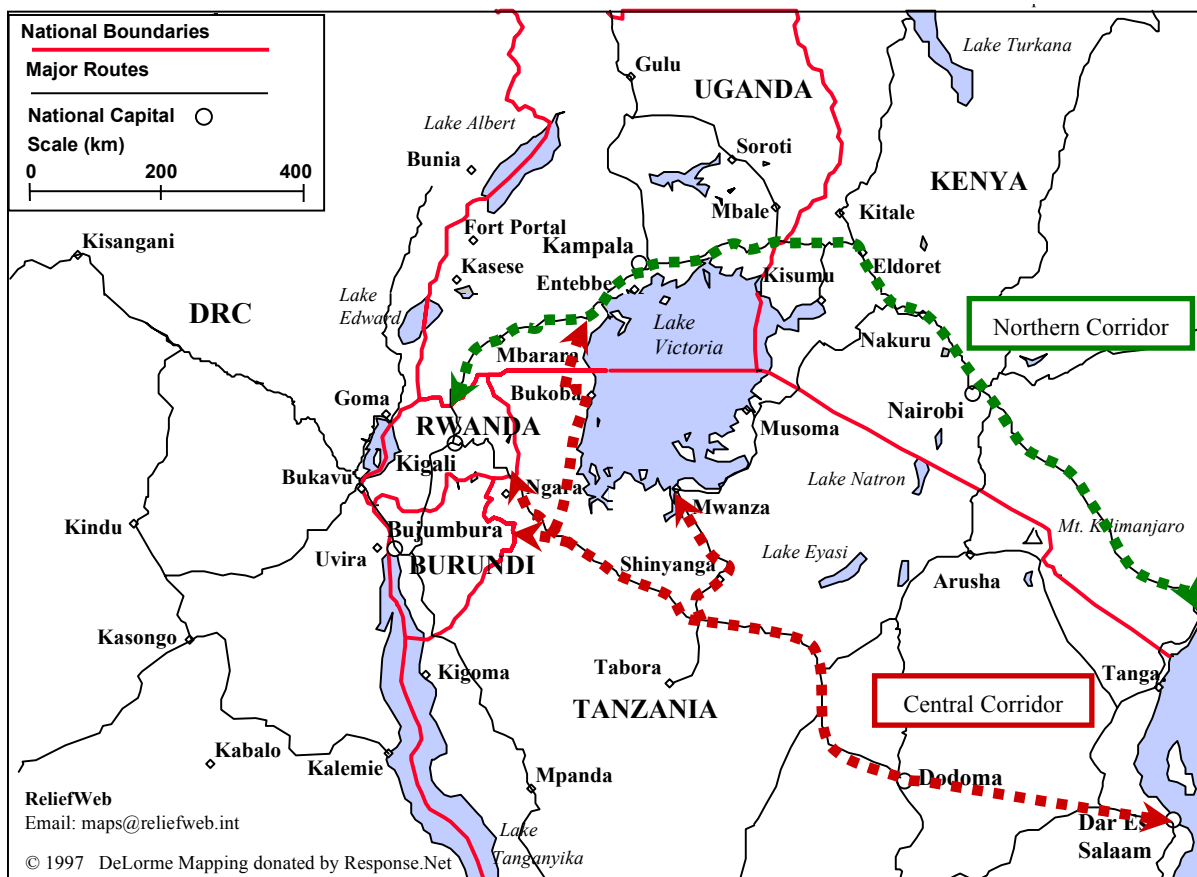 National Boundaries
Major Routes
National Capital
Scale (km)
0
200
400
Lake Turkana
Gulu
UGANDA
Lake Albert
Bunia
Soroti
KENYA
Mbale
Kitale
Kisangani
Fort Portal
Kampala
Kasese
Eldoret
Entebbe
Kisumu
DRC
Lake
Edward
Lake
Victoria
Northern Corridor
Mbarara
Nakuru
Bukoba
Goma
Nairobi
RWANDA
Musoma
Kigali
Bukavu
Lake Natron
Ngara
Mwanza
Kindu
Bujumbura
Mt. Kilimanjaro
Uvira
BURUNDI
Lake Eyasi
Shinyanga
Arusha
Kasongo
Kigoma
Tabora
Tanga
TANZANIA
Central Corridor
Kabalo
Kalemie
Mpanda
Dodoma
ReliefWeb
Email: maps@reliefweb.int
Dar Es
Salaam
Lake
Tanganyika
© 1997 DeLorme Mapping donated by Response.Net